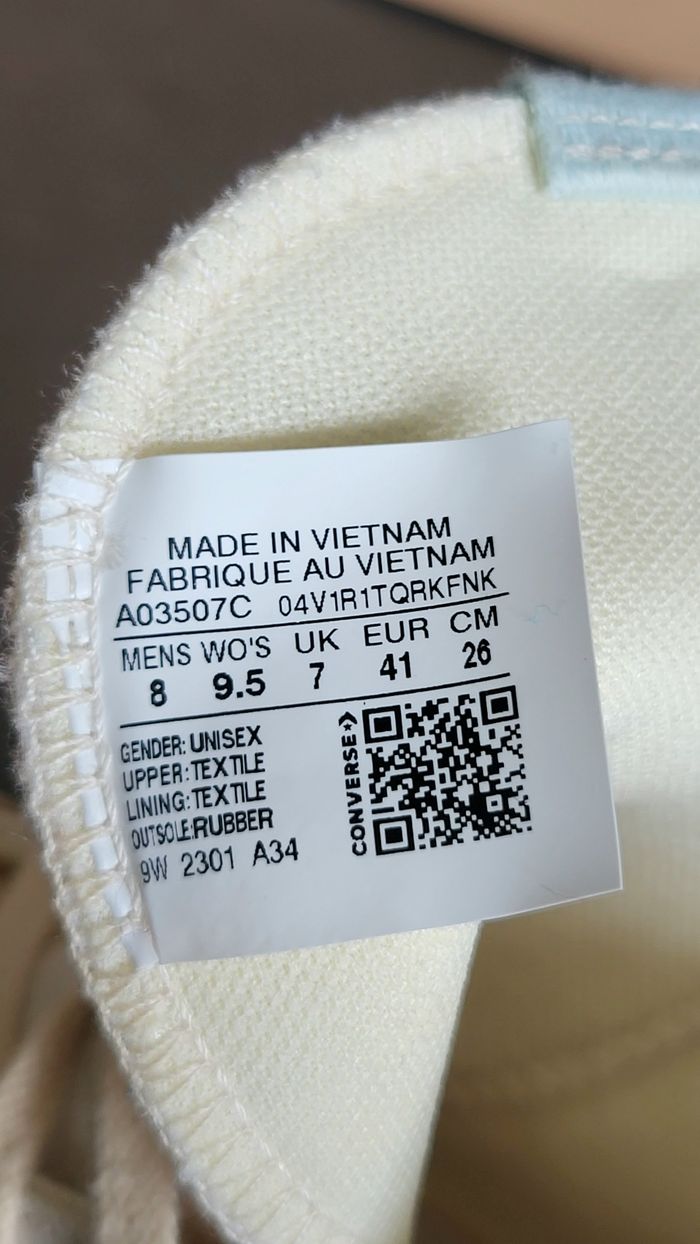 MADE IN VIETNAM
FABRIQUE AU VIETNAM
A03507C 04V1R1TQRKFNK
MENS WO'S UK EUR CM
8 9.5 7 41 26
GENDER: UNISEX
UPPER:TEXTILE
LINING:TEXTILE
OUTSOLE:RUBBER
9W 2301 A34
CONVERSE